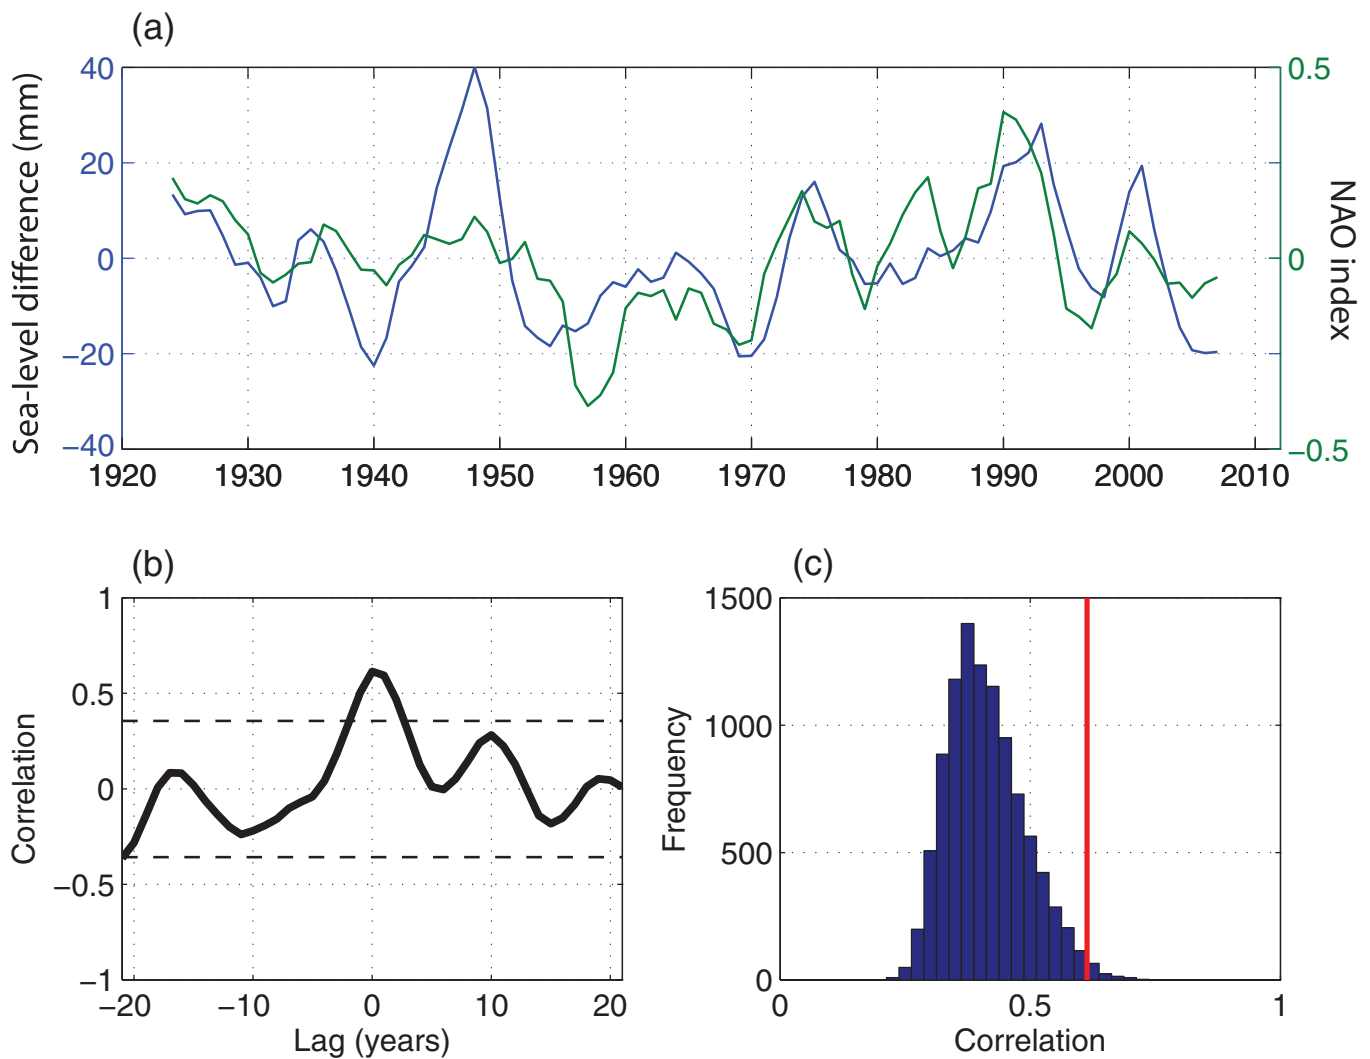 (a)
Sea-level difference (mm)
40
20
0
−20
−40
0.5
0
−0.5
NAO index
1920 1930 1940 1950 1960 1970 1980 1990 2000 2010
(b)
Correlation
1
0.5
0
−0.5
−1
−20 −10 0 10 20
Lag (years)
(c)
Frequency
1500
1000
500
0
0 0.5 1
Correlation